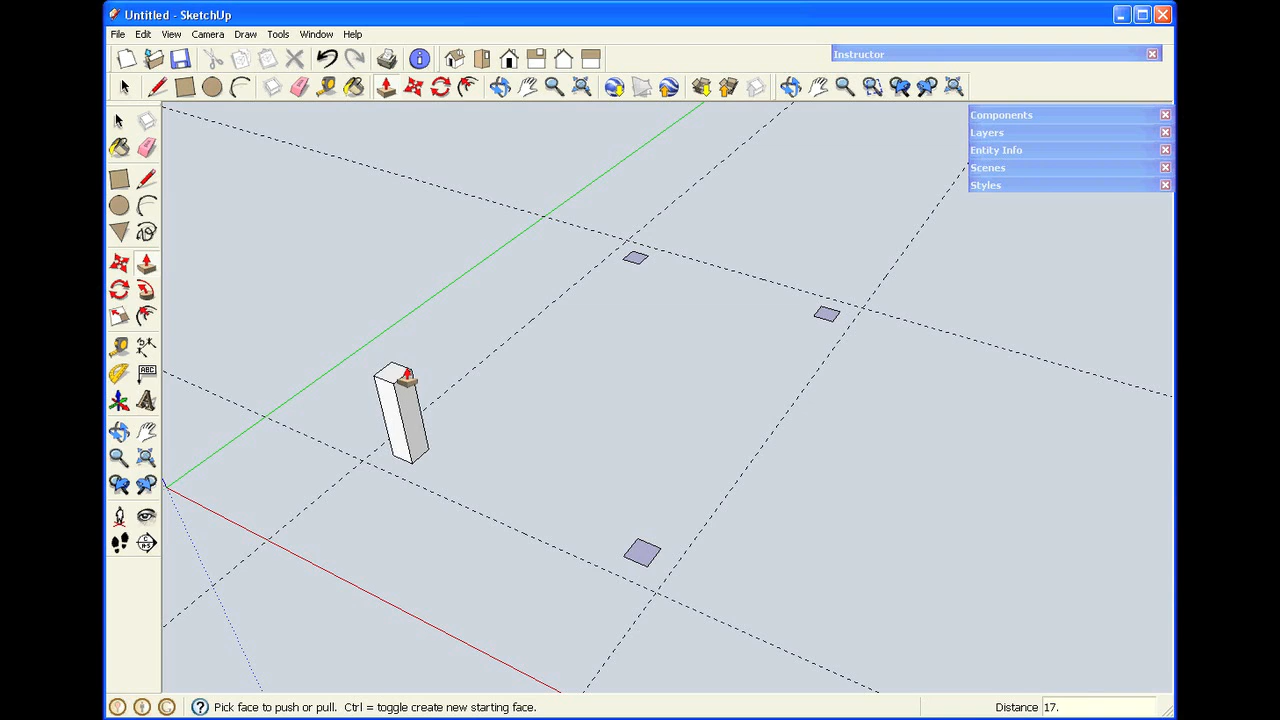 Untitled - SketchUp
File Edit View Camera Draw Tools Window Help
Instructor
Components
Layers
Entity Info
Scenes
Styles
ABC
Pick face to push or pull. Ctrl = toggle create new starting face.
Distance 17.